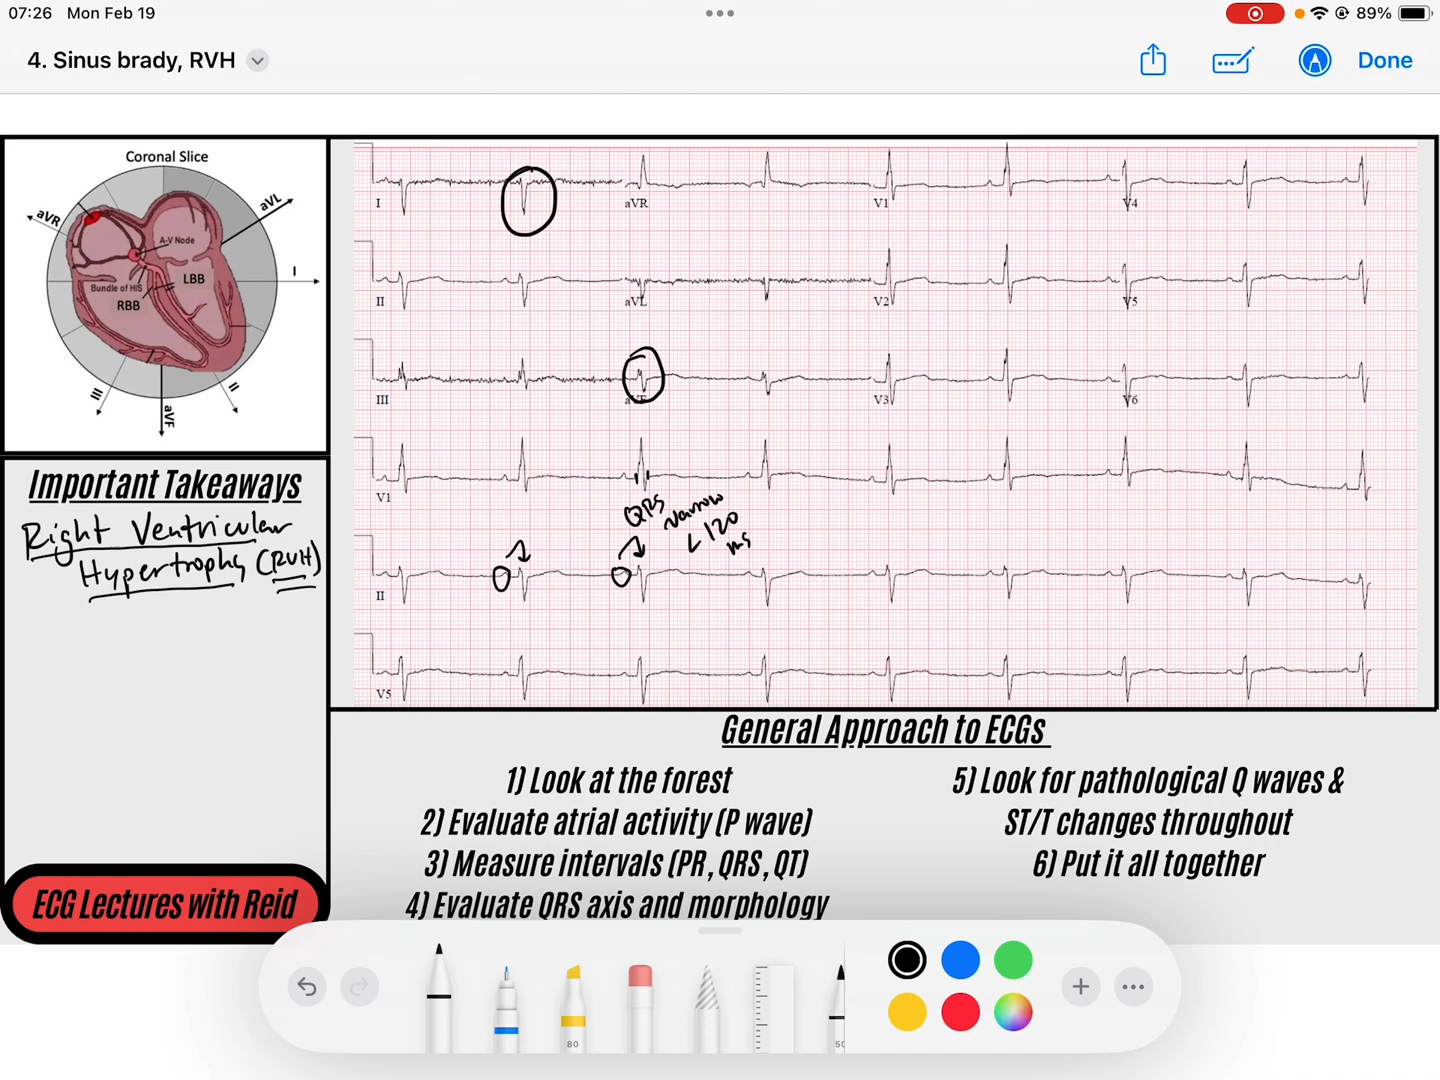 07:26 Mon Feb 19
89%
4. Sinus brady, RVH
Done
Coronal Slice
aVR
aVL
A-V Node
I
LBB
Bundle of HIS
RBB
III
aVF
II
Important Takeaways
Right Ventricular
Hypertrophy (RVH)
ECG Lectures with Reid
I
aVR
V1
V4
II
aVL
V2
V5
III
aVF
V3
V6
V1
QRS
Narrow
< 120
ms
II
V5
General Approach to ECGs
1) Look at the forest
2) Evaluate atrial activity (P wave)
3) Measure intervals (PR, QRS, QT)
4) Evaluate QRS axis and morphology
5) Look for pathological Q waves &
ST/T changes throughout
6) Put it all together
80
50